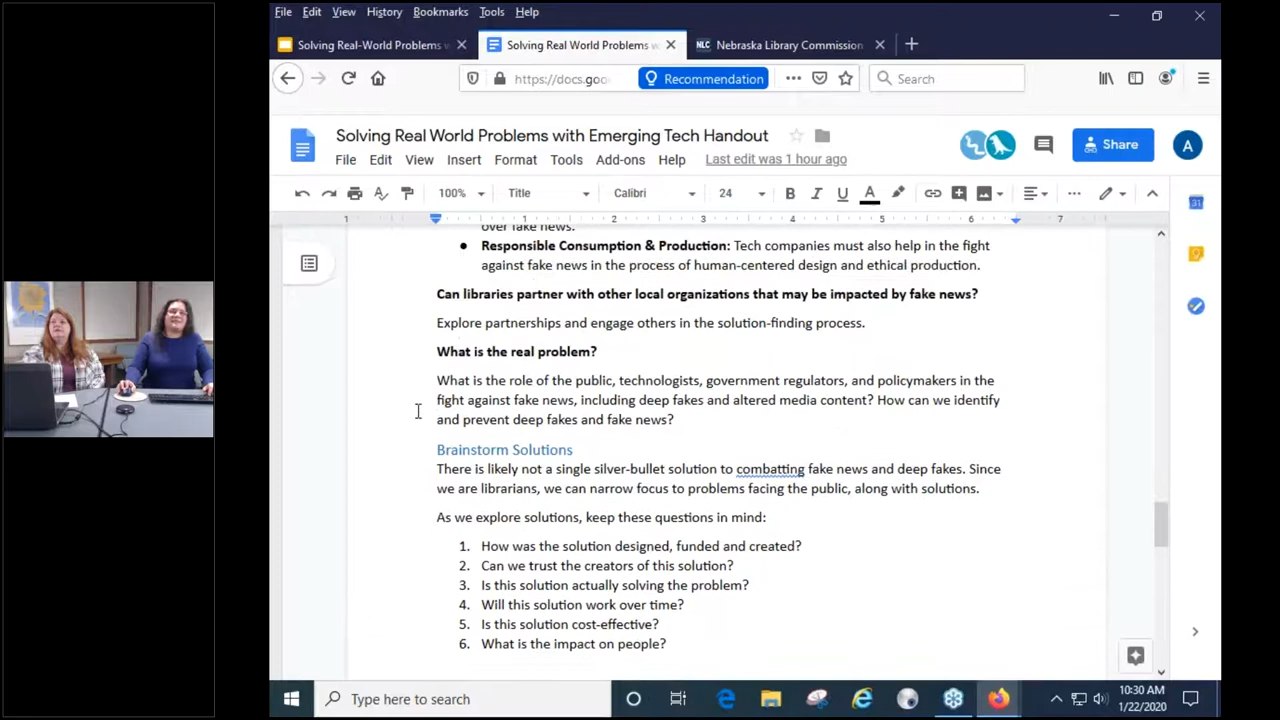 File Edit View History Bookmarks Tools Help
Solving Real-World Problems
Solving Real World Problems
NLC Nebraska Library Commission
https://docs.goo
Recommendation
Search
Solving Real World Problems with Emerging Tech Handout
File Edit View Insert Format Tools Add-ons Help Last edit was 1 hour ago
Share
A
100% Title Calibri 24 B I U A
1 1 2 3 4 5 6 7
31
over fake news.
● Responsible Consumption & Production: Tech companies must also help in the fight
against fake news in the process of human-centered design and ethical production.
Can libraries partner with other local organizations that may be impacted by fake news?
Explore partnerships and engage others in the solution-finding process.
What is the real problem?
What is the role of the public, technologists, government regulators, and policymakers in the
fight against fake news, including deep fakes and altered media content? How can we identify
and prevent deep fakes and fake news?
Brainstorm Solutions
There is likely not a single silver-bullet solution to combatting fake news and deep fakes. Since
we are librarians, we can narrow focus to problems facing the public, along with solutions.
As we explore solutions, keep these questions in mind:
1. How was the solution designed, funded and created?
2. Can we trust the creators of this solution?
3. Is this solution actually solving the problem?
4. Will this solution work over time?
5. Is this solution cost-effective?
6. What is the impact on people?
Type here to search
10:30 AM
1/22/2020